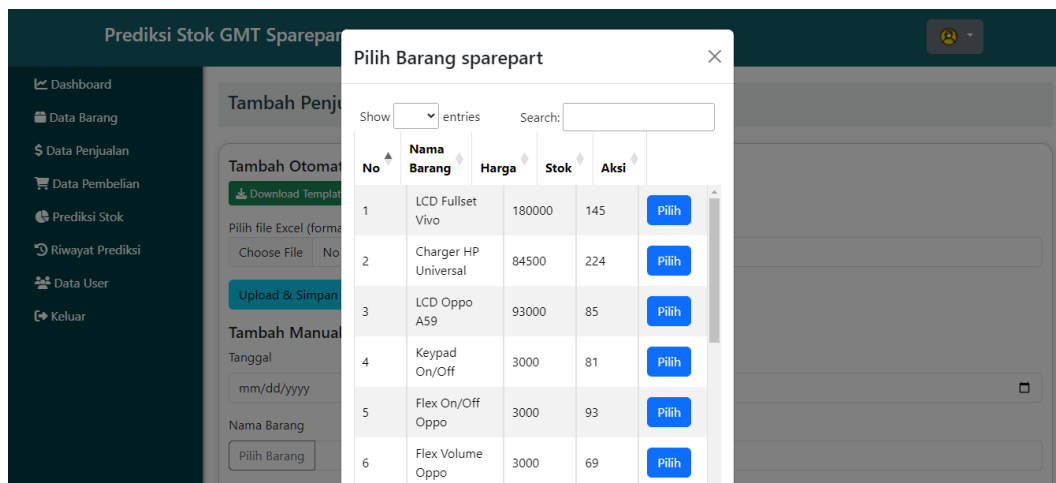 Prediksi Stok GMT Sparepar
Dashboard
Data Barang
Data Penjualan
Data Pembelian
Prediksi Stok
Riwayat Prediksi
Data User
Keluar
Tambah Penju
Tambah Otomat
Download Templat
Pilih file Excel (forma
Choose File No
Upload & Simpan
Tambah Manual
Tanggal
mm/dd/yyyy
Nama Barang
Pilih Barang
Pilih Barang sparepart
Show entries Search:
No Nama Barang Harga Stok Aksi
1 LCD Fullset Vivo 180000 145 Pilih
2 Charger HP Universal 84500 224 Pilih
3 LCD Oppo A59 93000 85 Pilih
4 Keypad On/Off 3000 81 Pilih
5 Flex On/Off Oppo 3000 93 Pilih
6 Flex Volume Oppo 3000 69 Pilih